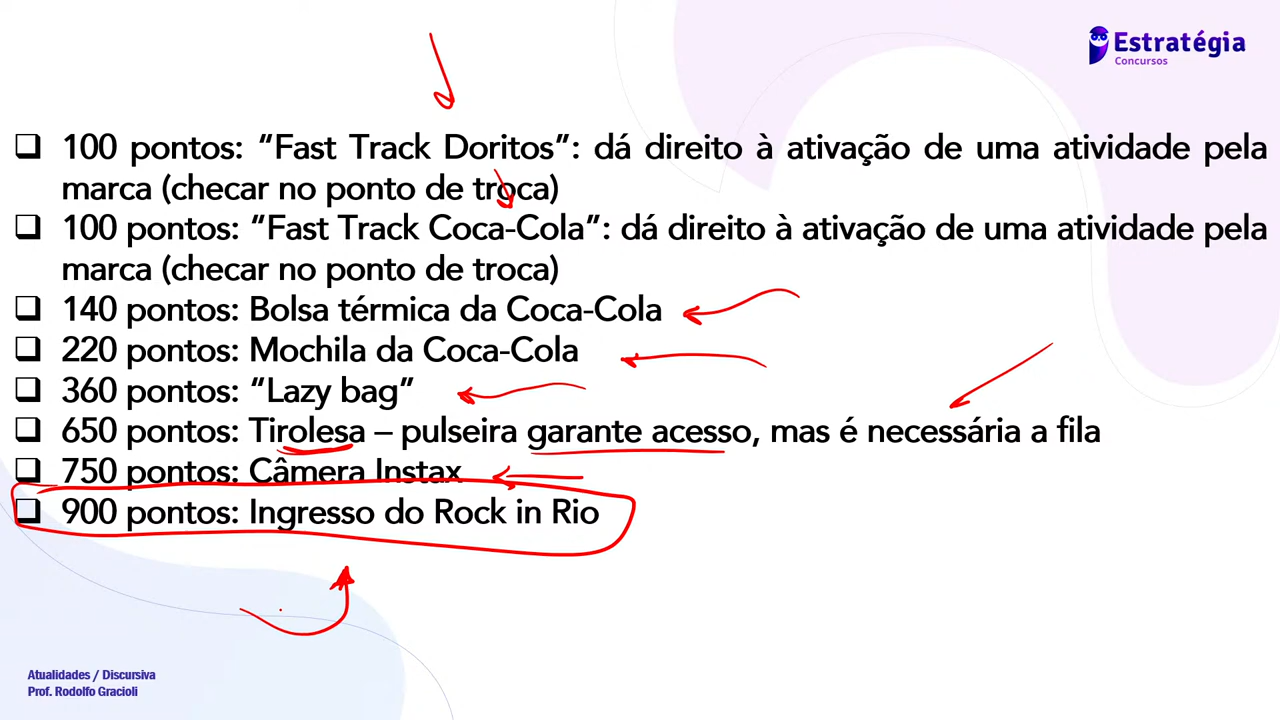 Estratégia
Concursos
❑ 100 pontos: “Fast Track Doritos”: dá direito à ativação de uma atividade pela
marca (checar no ponto de troca)
❑ 100 pontos: “Fast Track Coca-Cola”: dá direito à ativação de uma atividade pela
marca (checar no ponto de troca)
❑ 140 pontos: Bolsa térmica da Coca-Cola
❑ 220 pontos: Mochila da Coca-Cola
❑ 360 pontos: “Lazy bag”
❑ 650 pontos: Tirolesa – pulseira garante acesso, mas é necessária a fila
❑ 750 pontos: Câmera Instax
❑ 900 pontos: Ingresso do Rock in Rio
Atualidades / Discursiva
Prof. Rodolfo Gracioli